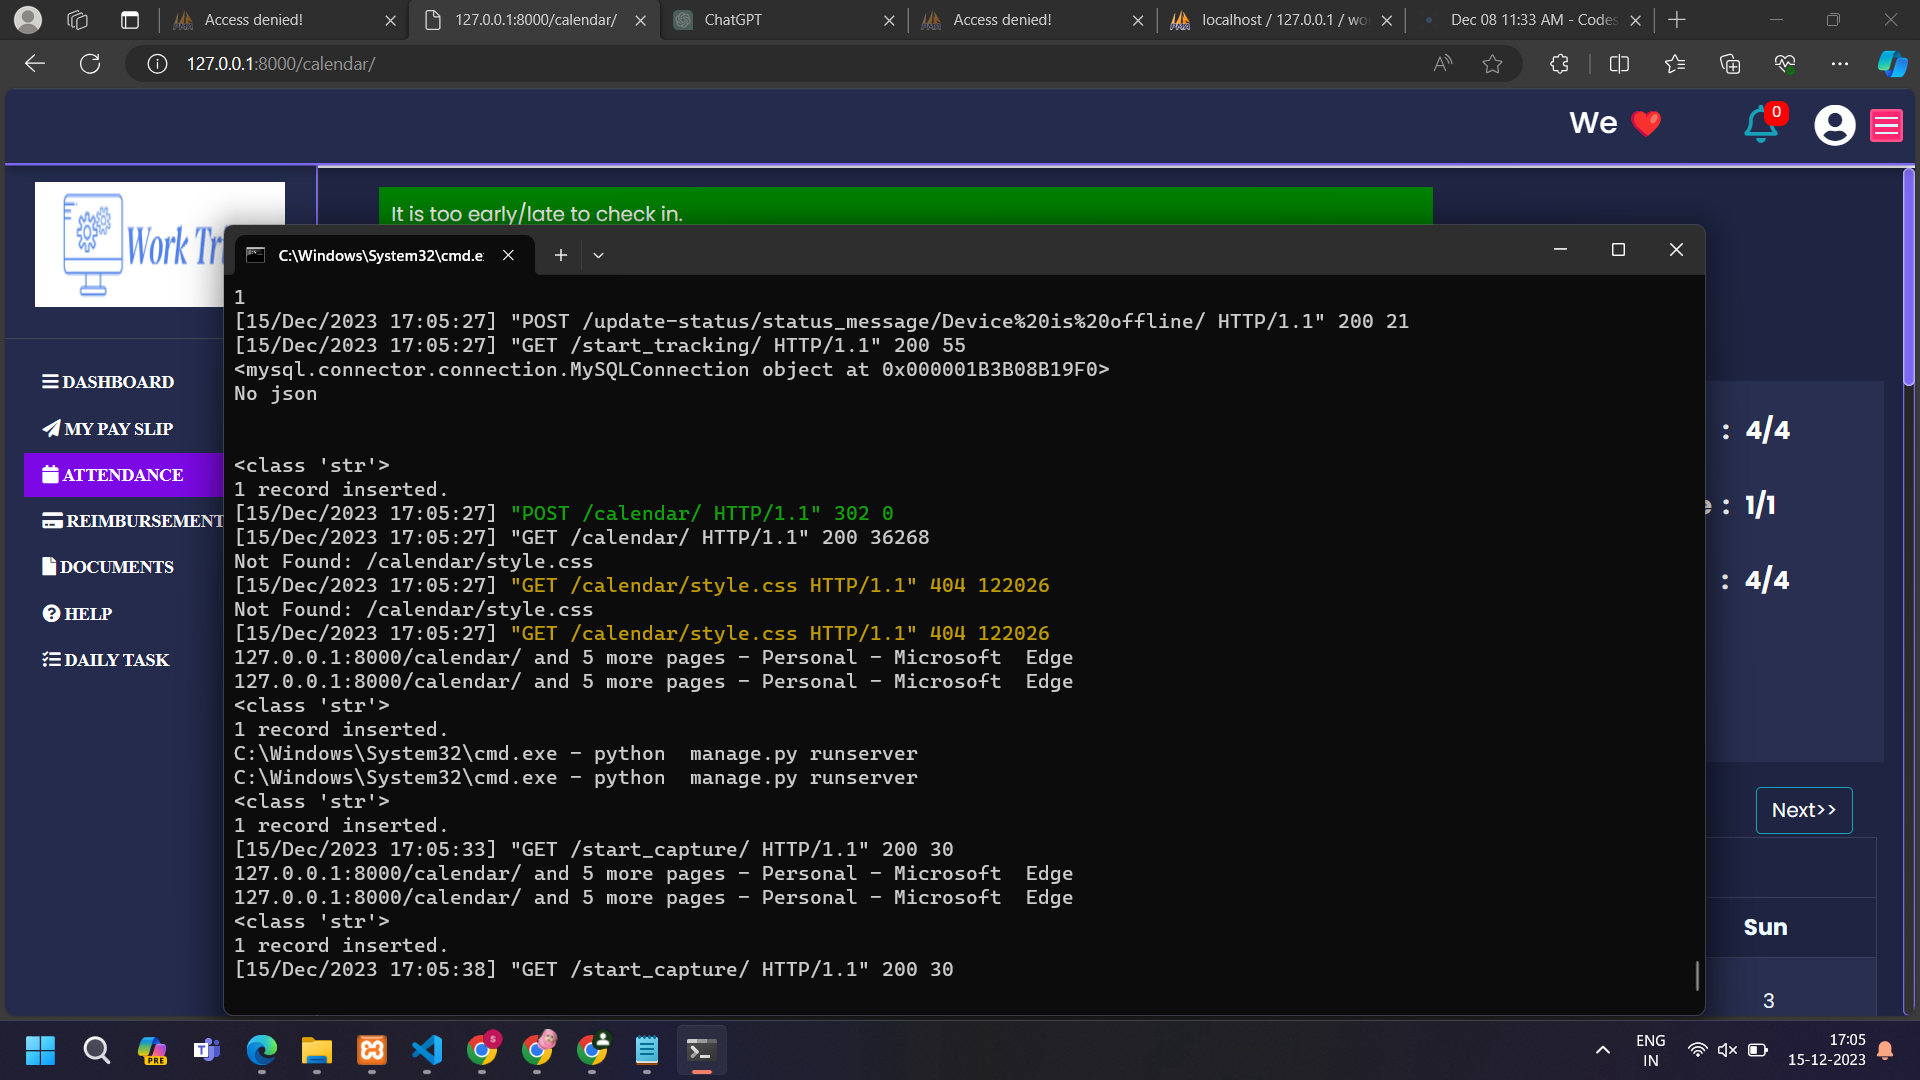 Access denied!
127.0.0.1:8000/calendar/
ChatGPT
Access denied!
localhost / 127.0.0.1 / wo
Dec 08 11:33 AM - Codes
127.0.0.1:8000/calendar/
We ❤️
0
Work Tr
It is too early/late to check in.
DASHBOARD
MY PAY SLIP
ATTENDANCE
REIMBURSEMENT
DOCUMENTS
HELP
DAILY TASK
C:\Windows\System32\cmd.e
1
[15/Dec/2023 17:05:27] "POST /update-status/status_message/Device%20is%20offline/ HTTP/1.1" 200 21
[15/Dec/2023 17:05:27] "GET /start_tracking/ HTTP/1.1" 200 55
<mysql.connector.connection.MySQLConnection object at 0x000001B3B08B19F0>
No json
<class 'str'>
1 record inserted.
[15/Dec/2023 17:05:27] "POST /calendar/ HTTP/1.1" 302 0
[15/Dec/2023 17:05:27] "GET /calendar/ HTTP/1.1" 200 36268
Not Found: /calendar/style.css
[15/Dec/2023 17:05:27] "GET /calendar/style.css HTTP/1.1" 404 122026
Not Found: /calendar/style.css
[15/Dec/2023 17:05:27] "GET /calendar/style.css HTTP/1.1" 404 122026
127.0.0.1:8000/calendar/ and 5 more pages - Personal - Microsoft  Edge
127.0.0.1:8000/calendar/ and 5 more pages - Personal - Microsoft  Edge
<class 'str'>
1 record inserted.
C:\Windows\System32\cmd.exe - python  manage.py runserver
C:\Windows\System32\cmd.exe - python  manage.py runserver
<class 'str'>
1 record inserted.
[15/Dec/2023 17:05:33] "GET /start_capture/ HTTP/1.1" 200 30
127.0.0.1:8000/calendar/ and 5 more pages - Personal - Microsoft  Edge
127.0.0.1:8000/calendar/ and 5 more pages - Personal - Microsoft  Edge
<class 'str'>
1 record inserted.
[15/Dec/2023 17:05:38] "GET /start_capture/ HTTP/1.1" 200 30
: 4/4
e : 1/1
: 4/4
Next>>
Sun
3
PRE
ENG
IN
17:05
15-12-2023